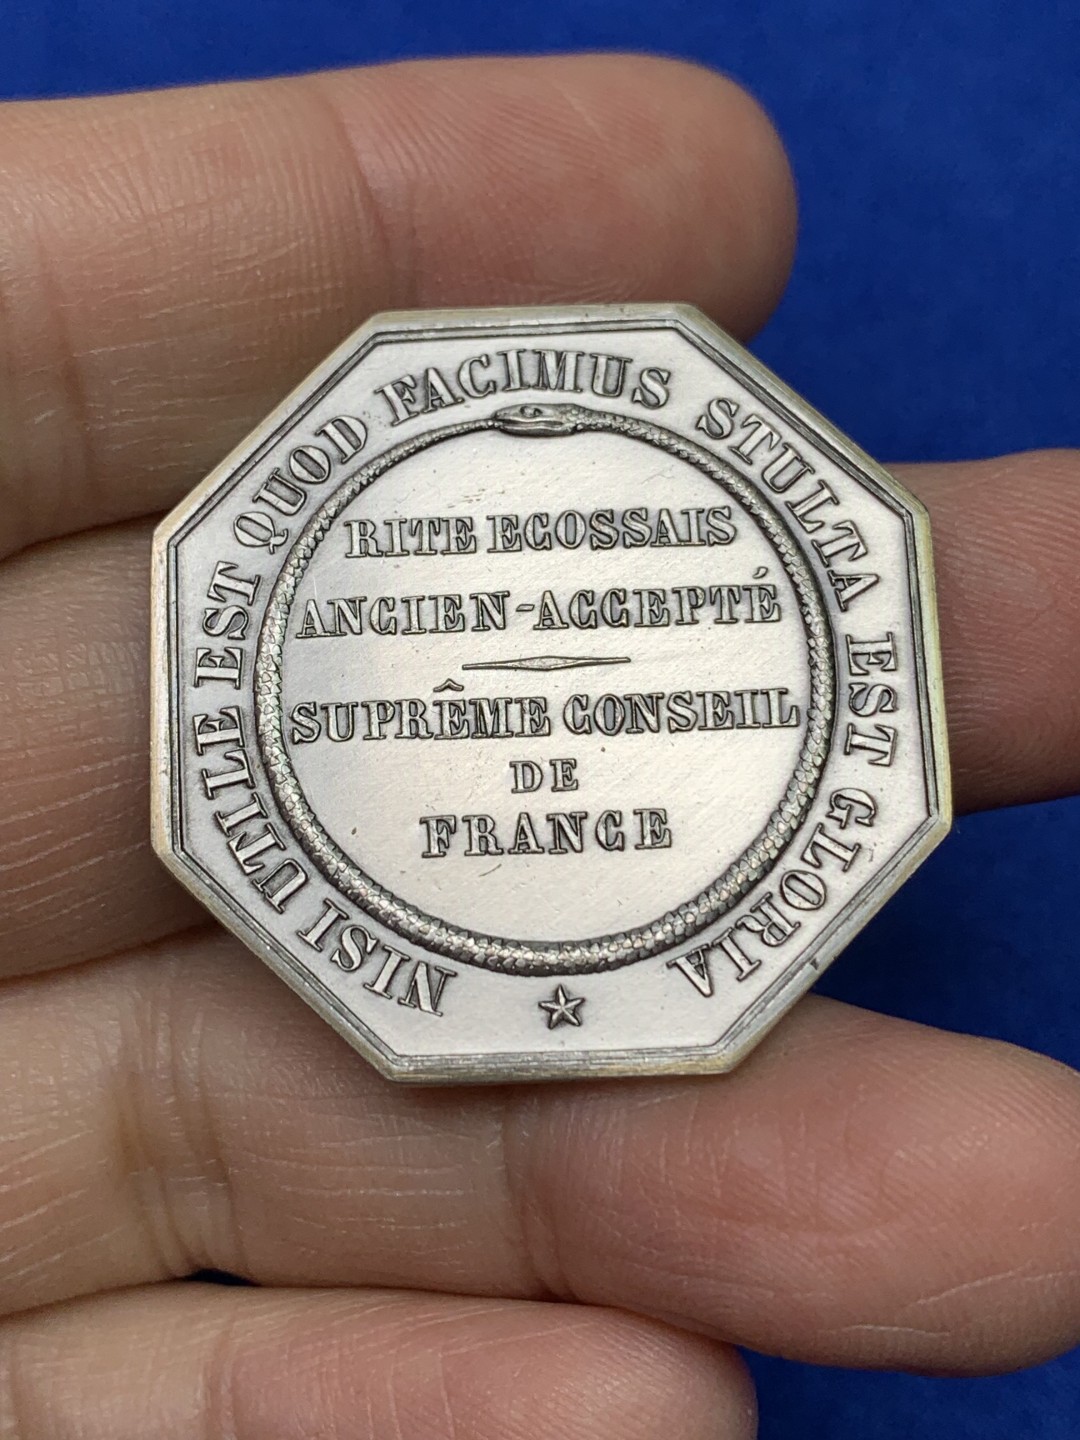 NISI UTILE EST QUOD FACIMUS STULTA EST GLORIA
RITE ECOSSAIS
ANCIEN-ACCEPTÉ
SUPRÊME CONSEIL
DE
FRANCE